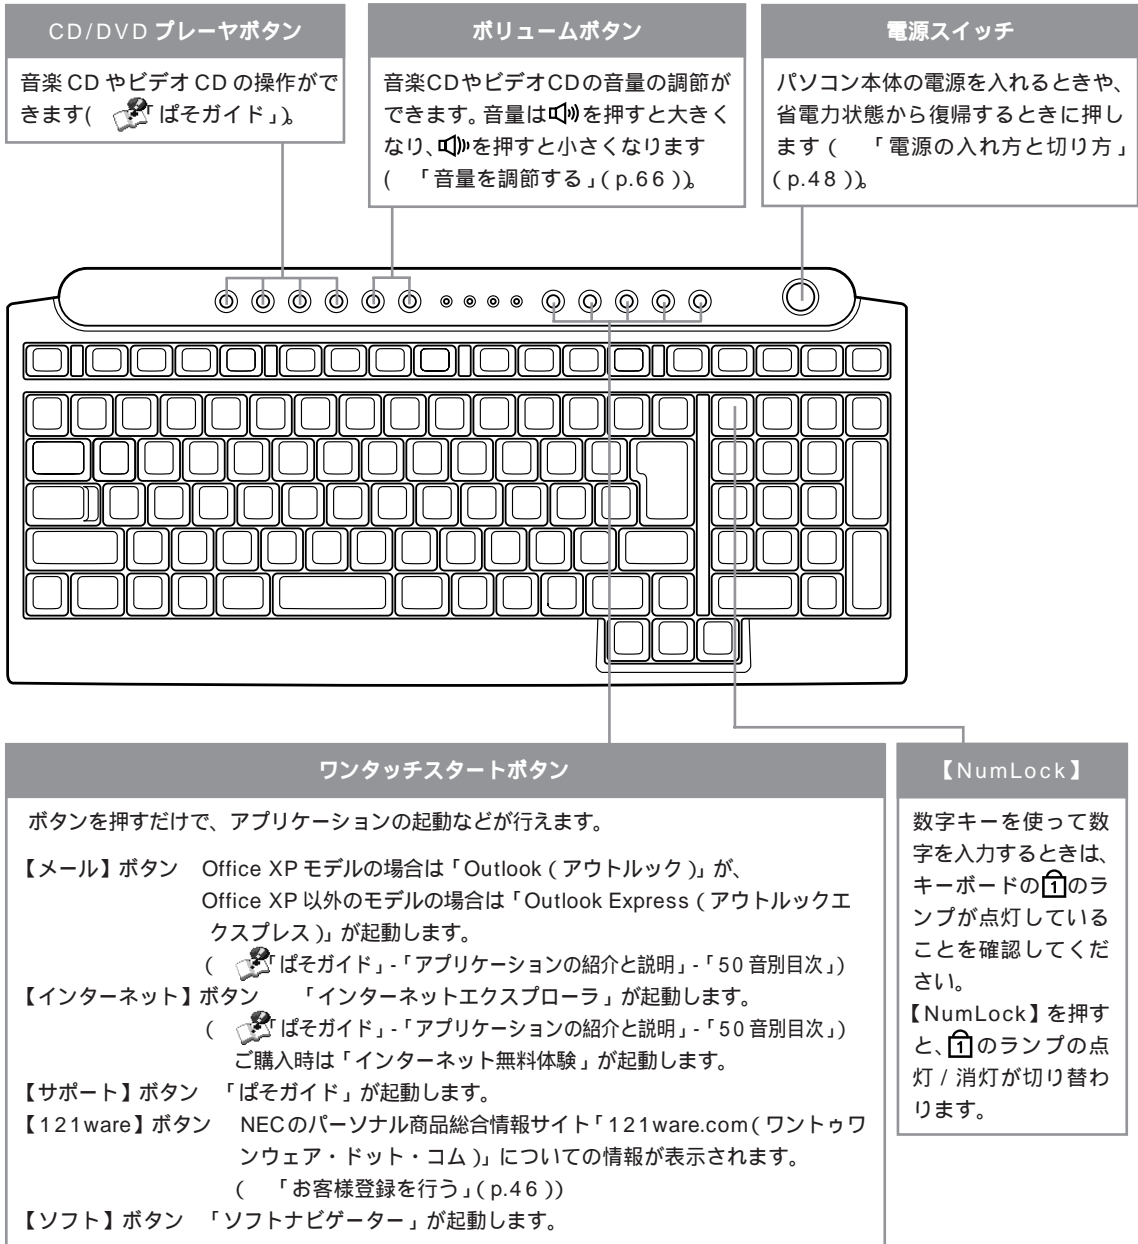 CD/DVD プレーヤボタン
音楽 CD やビデオ CD の操作がで
きます( 「ぱそガイド」)。
ボリュームボタン
音楽CDやビデオCDの音量の調節が
できます。音量はを押すと大きく
なり、を押すと小さくなります
( 「音量を調節する」( p.66 ))。
電源スイッチ
パソコン本体の電源を入れるときや、
省電力状態から復帰するときに押し
ます ( 「電源の入れ方と切り方」
( p.48 ))。
ワンタッチスタートボタン
ボタンを押すだけで、アプリケーションの起動などが行えます。
【メール】ボタン Office XP モデルの場合は「Outlook ( アウトルック )」が、
Office XP 以外のモデルの場合は「Outlook Express ( アウトルックエ
クスプレス )」が起動します。
( 「ぱそガイド」-「アプリケーションの紹介と説明」-「50 音別目次」)
【インターネット】ボタン 「インターネットエクスプローラ」が起動します。
( 「ぱそガイド」-「アプリケーションの紹介と説明」-「50 音別目次」)
ご購入時は「インターネット無料体験」が起動します。
【サポート】ボタン 「ぱそガイド」が起動します。
【121ware】ボタン NECのパーソナル商品総合情報サイト「121ware.com( ワントゥワ
ンウェア・ドット・コム )」についての情報が表示されます。
( 「お客様登録を行う」( p.46 ))
【ソフト】ボタン 「ソフトナビゲーター」が起動します。
【NumLock】
数字キーを使って数
字を入力するときは、
キーボードの1のラ
ンプが点灯している
ことを確認してくだ
さい。
【NumLock】を押す
と、1のランプの点
灯 / 消灯が切り替わ
ります。